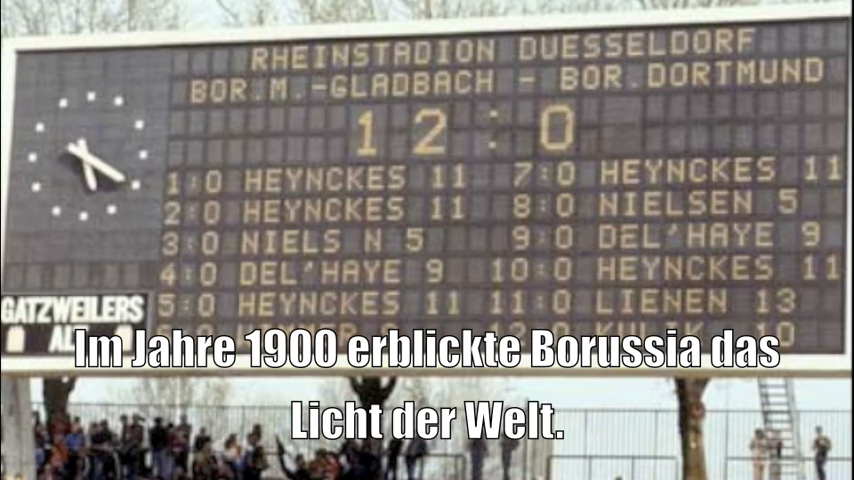 RHEINSTADION DUESSELDORF
BOR.M.-GLADBACH - BOR.DORTMUND
12:0
1:0 HEYNCKES 11 7:0 HEYNCKES 11
2:0 HEYNCKES 11 8:0 NIELSEN 5
3:0 NIELS N 5 9:0 DEL'HAYE 9
4:0 DEL'HAYE 9 10:0 HEYNCKES 11
5:0 HEYNCKES 11 11:0 LIENEN 13
GATZWEILERS
Im Jahre 1900 erblickte Borussia das
Licht der Welt.